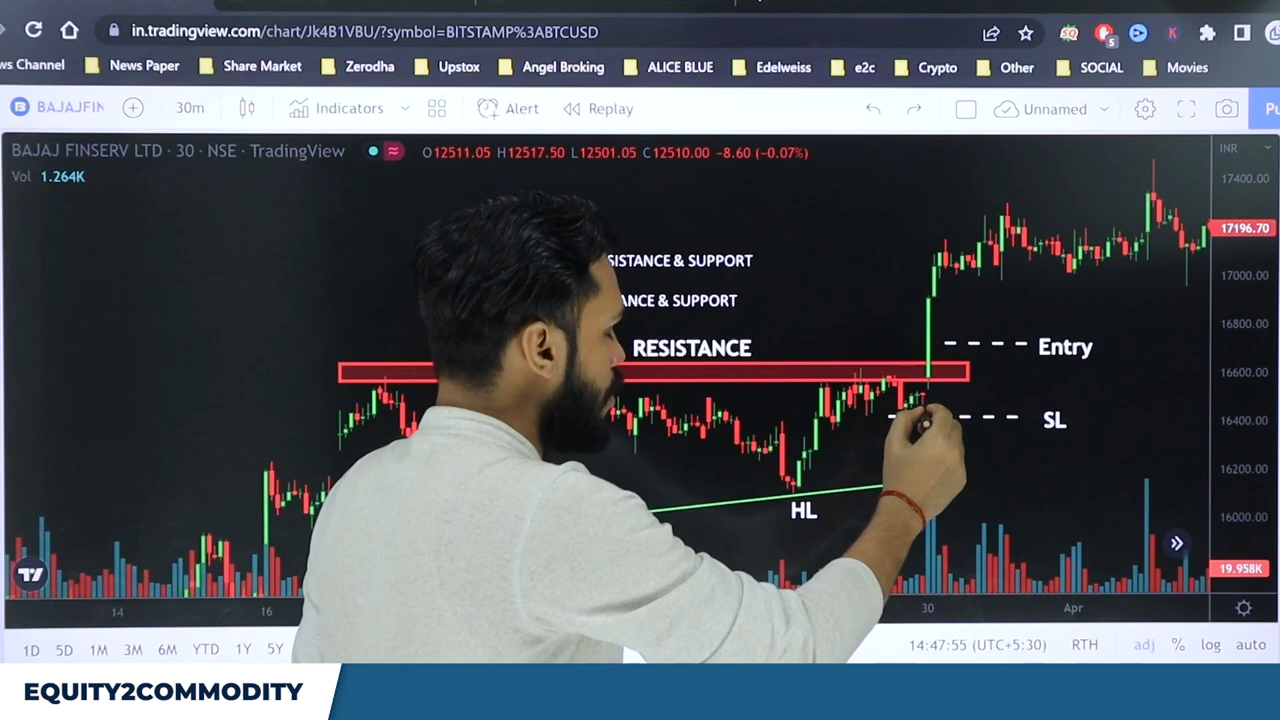 in.tradingview.com/chart/Jk4B1VBU/?symbol=BITSTAMP%3ABTCUSD
SQ 5 K
ws Channel News Paper Share Market Zerodha Upstox Angel Broking ALICE BLUE Edelweiss e2c Crypto Other SOCIAL Movies
BAJAJFIN 30m Indicators Alert Replay Unnamed Pu
BAJAJ FINSERV LTD · 30 · NSE · TradingView O12511.05 H12517.50 L12501.05 C12510.00 −8.60 (−0.07%) INR
Vol 1.264K
17400.00
17196.70
SISTANCE & SUPPORT
17000.00
ANCE & SUPPORT
16800.00
RESISTANCE
Entry
16600.00
SL
16400.00
16200.00
HL
16000.00
19.958K
14 16 30 Apr
1D 5D 1M 3M 6M YTD 1Y 5Y 14:47:55 (UTC+5:30) RTH adj % log auto
EQUITY2COMMODITY